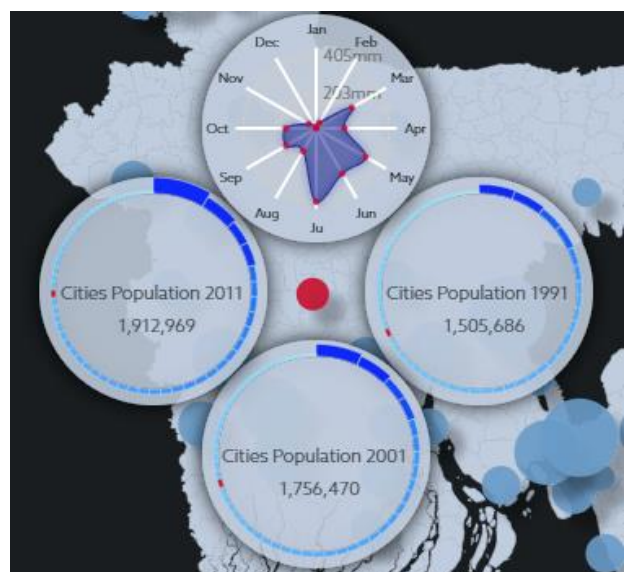 Jan
Dec
Feb
405mm
Nov
Mar
203mm
Oct
Apr
Sep
May
Aug
Jun
Ju
Cities Population 2011
1,912,969
Cities Population 1991
1,505,686
Cities Population 2001
1,756,470